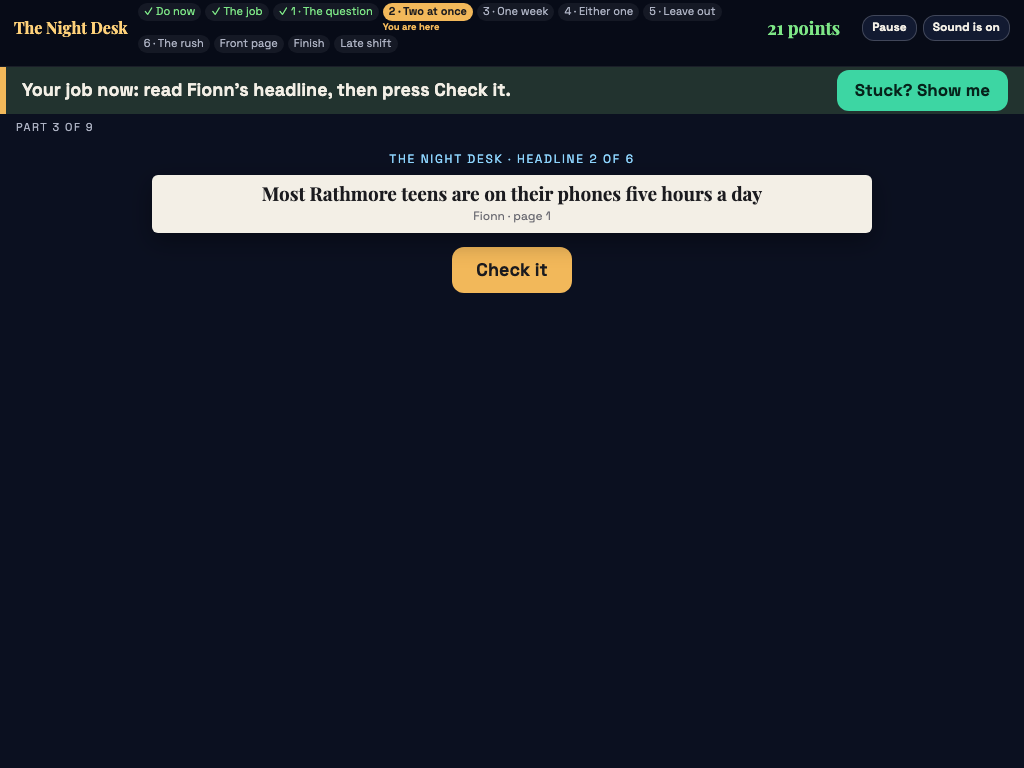 The Night Desk
✓ Do now
✓ The job
✓ 1 · The question
2 · Two at once
You are here
3 · One week
4 · Either one
5 · Leave out
6 · The rush
Front page
Finish
Late shift
21 points
Pause
Sound is on
Your job now: read Fionn's headline, then press Check it.
Stuck? Show me
PART 3 OF 9
THE NIGHT DESK · HEADLINE 2 OF 6
Most Rathmore teens are on their phones five hours a day
Fionn · page 1
Check it